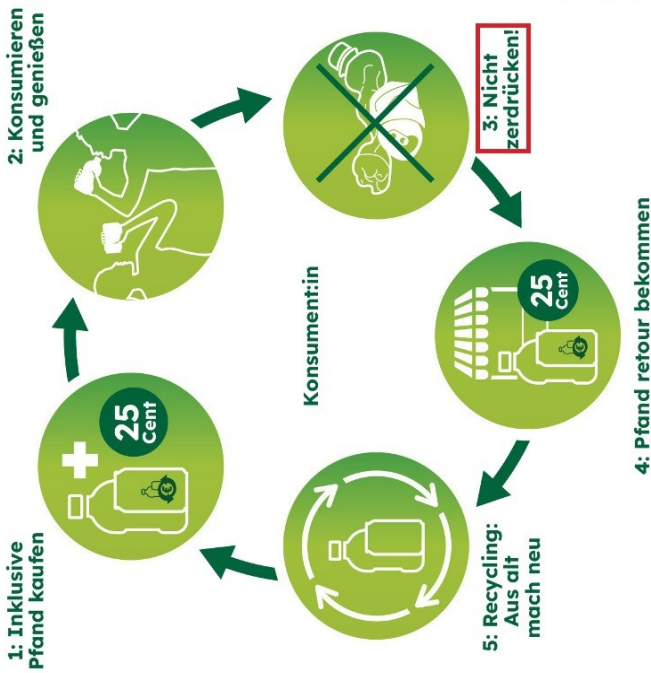 1: Inklusive
Pfand kaufen
25
Cent
2: Konsumieren
und genießen
3: Nicht
zerdrücken!
4: Pfand retour bekommen
25
Cent
5: Recycling:
Aus alt
mach neu
Konsument:in